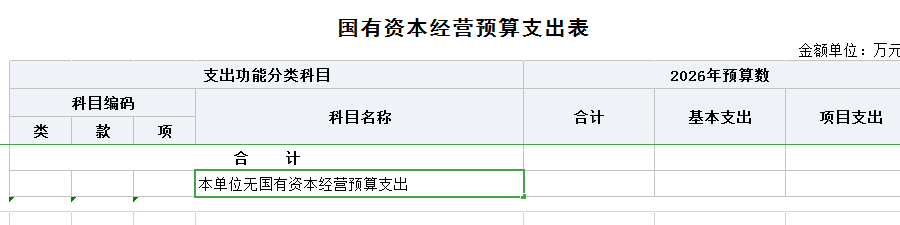 国有资本经营预算支出表
金额单位：万元
支出功能分类科目 2026年预算数
科目编码 科目名称 合计 基本支出 项目支出
类 款 项
合 计
本单位无国有资本经营预算支出